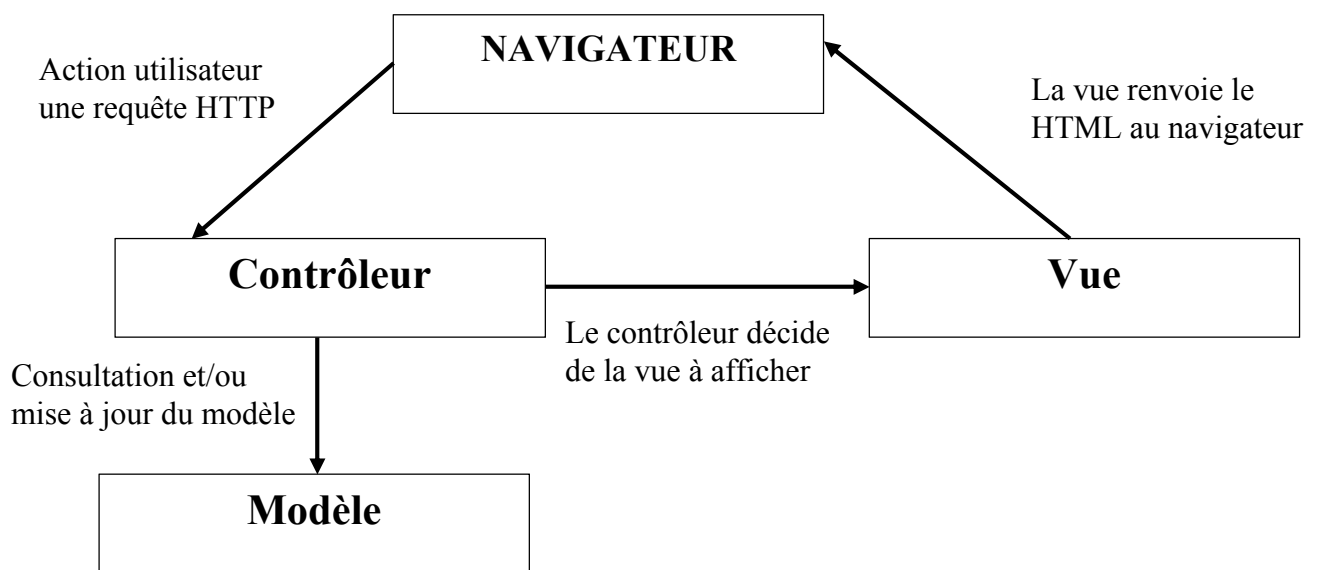 NAVIGATEUR
Action utilisateur
une requête HTTP
La vue renvoie le
HTML au navigateur
Contrôleur
Vue
Le contrôleur décide
de la vue à afficher
Consultation et/ou
mise à jour du modèle
Modèle